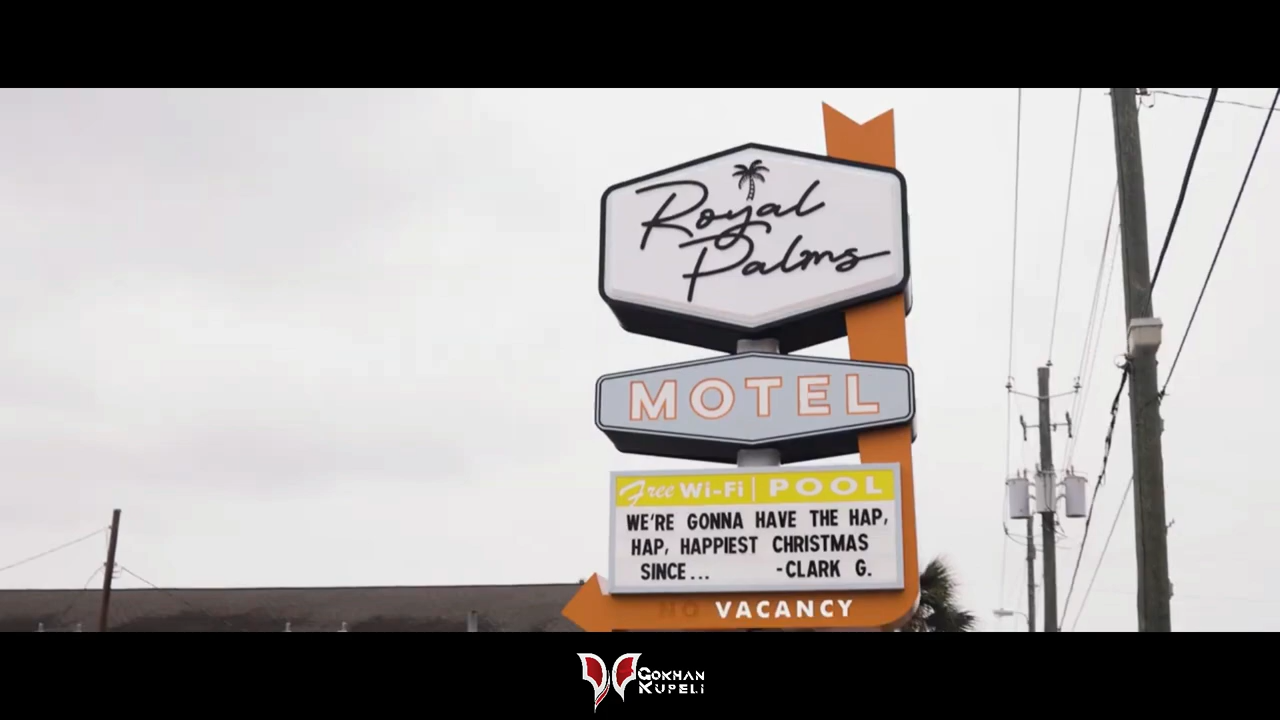 Royal
Palms
MOTEL
Free Wi-Fi | POOL
WE'RE GONNA HAVE THE HAP,
HAP, HAPPIEST CHRISTMAS
SINCE... -CLARK G.
NO VACANCY
GOKHAN
KUPELI